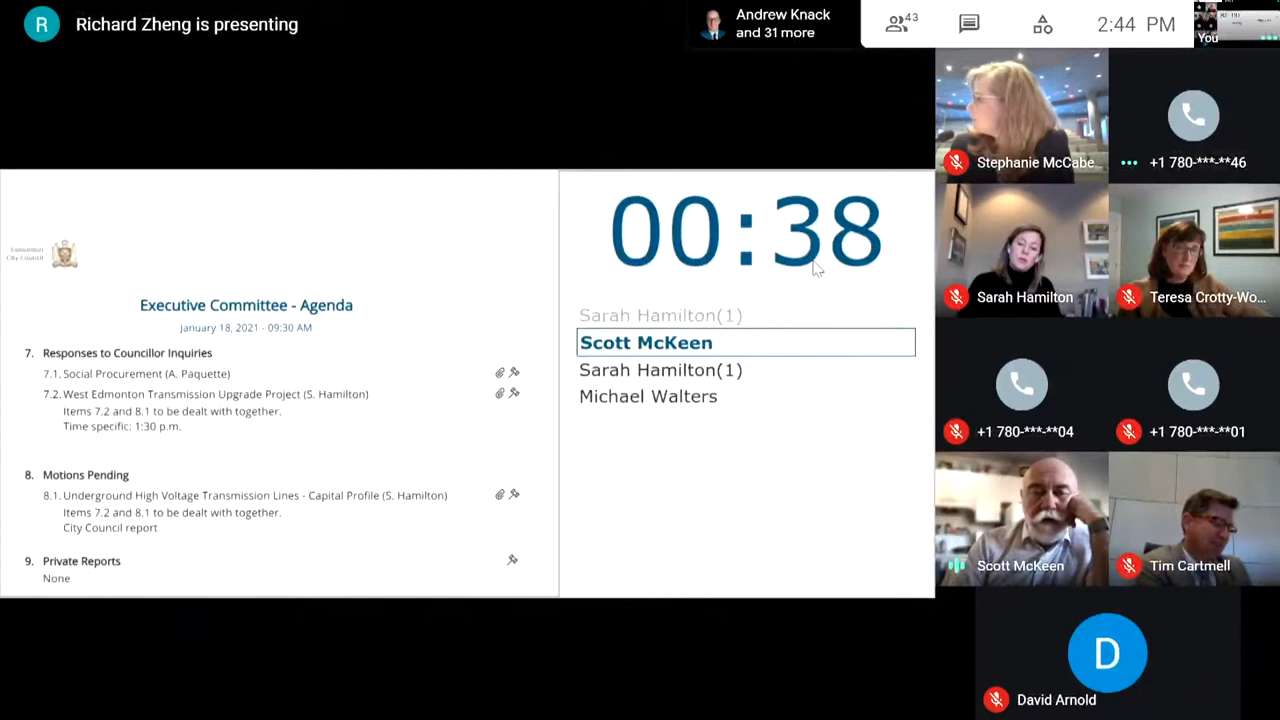 R
Richard Zheng is presenting
Andrew Knack
and 31 more
43
2:44 PM
You
Stephanie McCabe
+1 780-***-**46
Sarah Hamilton
Teresa Crotty-Wo...
+1 780-***-**04
+1 780-***-**01
Scott McKeen
Tim Cartmell
D
David Arnold
Edmonton
City Council
Executive Committee - Agenda
January 18, 2021 - 09:30 AM
7. Responses to Councillor Inquiries
7.1. Social Procurement (A. Paquette)
7.2. West Edmonton Transmission Upgrade Project (S. Hamilton)
Items 7.2 and 8.1 to be dealt with together.
Time specific: 1:30 p.m.
8. Motions Pending
8.1. Underground High Voltage Transmission Lines - Capital Profile (S. Hamilton)
Items 7.2 and 8.1 to be dealt with together.
City Council report
9. Private Reports
None
00:38
Sarah Hamilton(1)
Scott McKeen
Sarah Hamilton(1)
Michael Walters